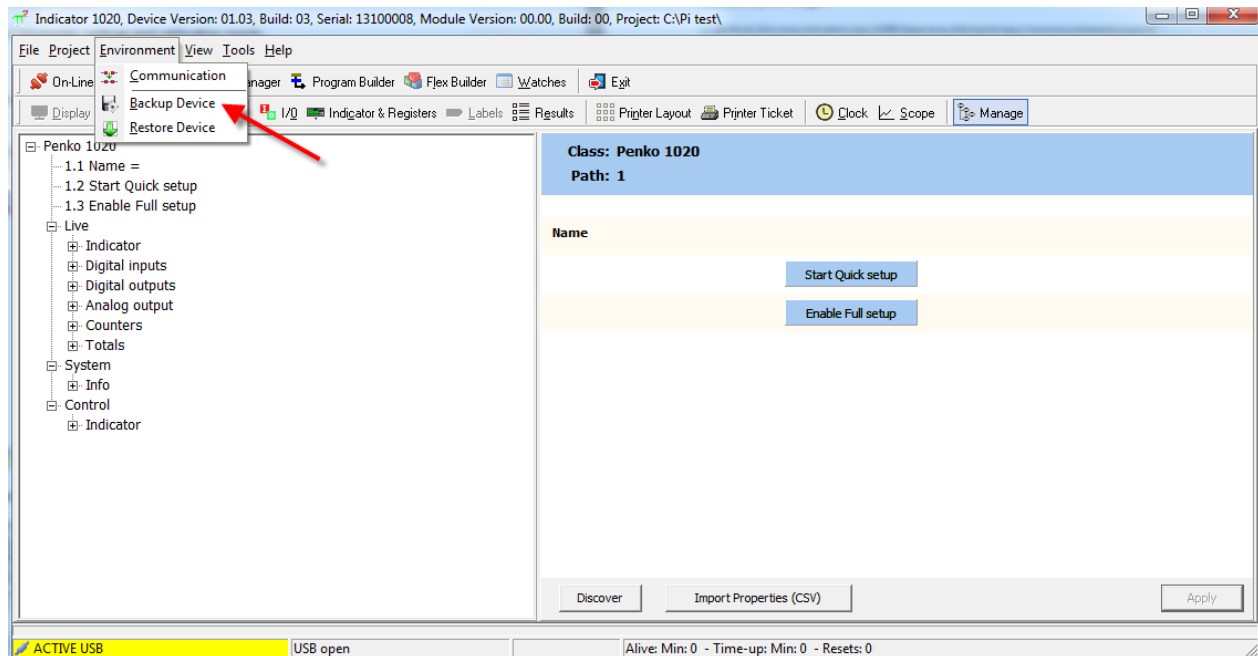 Indicator 1020, Device Version: 01.03, Build: 03, Serial: 13100008, Module Version: 00.00, Build: 00, Project: C:\Pi test\
File Project Environment View Tools Help
On-Line nager Program Builder Flex Builder Watches Exit
Communication
Display I/O Indicator & Registers Labels Results Printer Layout Printer Ticket Clock Scope Manage
Backup Device
Restore Device
Penko 1020
1.1 Name =
1.2 Start Quick setup
1.3 Enable Full setup
Live
Indicator
Digital inputs
Digital outputs
Analog output
Counters
Totals
System
Info
Control
Indicator
Class: Penko 1020
Path: 1
Name
Start Quick setup
Enable Full setup
Discover Import Properties (CSV) Apply
ACTIVE USB USB open Alive: Min: 0 - Time-up: Min: 0 - Resets: 0